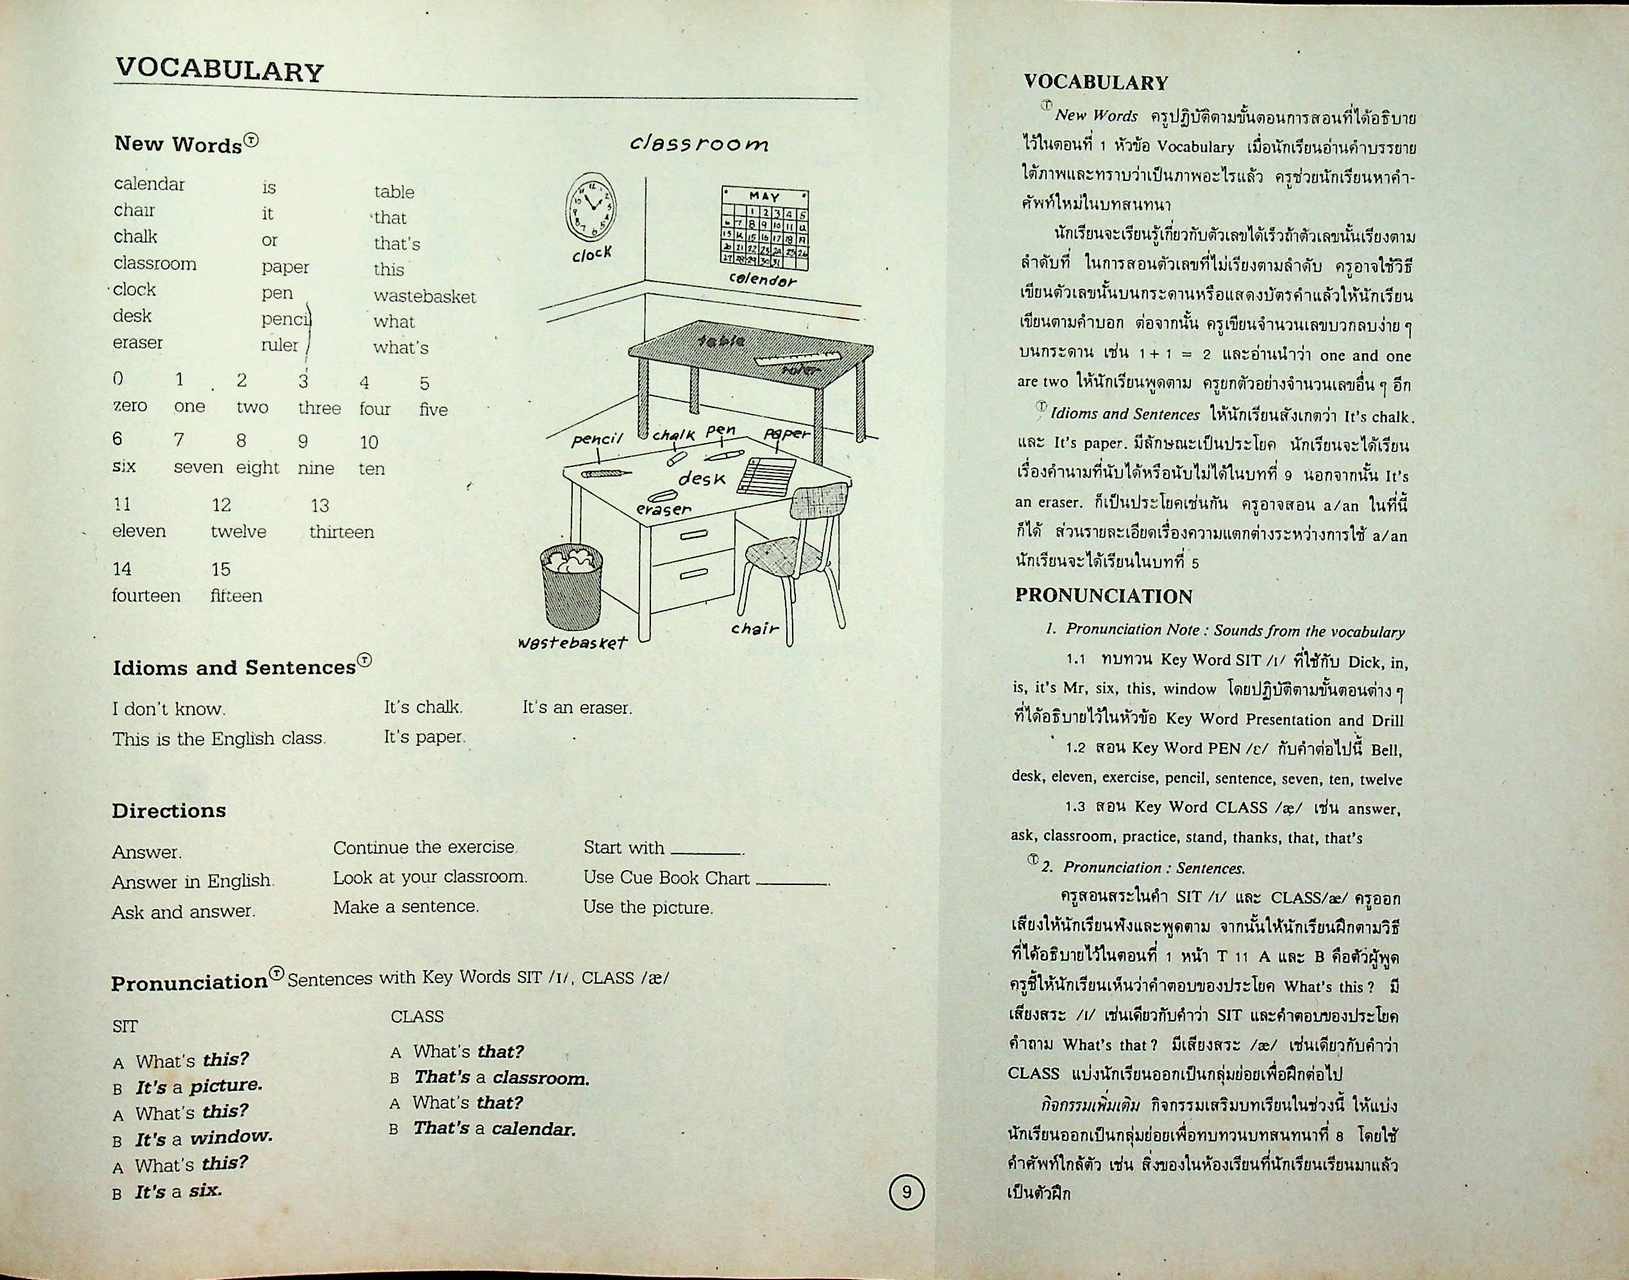 VOCABULARY
New WordsⓉ
calendar is table
chair it that
chalk or that's
classroom paper this
clock pen wastebasket
desk pencil what
eraser ruler what's
0 1 2 3 4 5
zero one two three four five
6 7 8 9 10
six seven eight nine ten
11 12 13
eleven twelve thirteen
14 15
fourteen fifteen
classroom
clock
MAY
calendar
table
ruler
pencil chalk pen paper
desk
eraser
chair
wastebasket
Idioms and SentencesⓉ
I don't know. It's chalk. It's an eraser.
This is the English class. It's paper.
Directions
Answer. Continue the exercise. Start with ______.
Answer in English. Look at your classroom. Use Cue Book Chart ______.
Ask and answer. Make a sentence. Use the picture.
PronunciationⓉ Sentences with Key Words SIT /ɪ/, CLASS /æ/
SIT
A What's this?
B It's a picture.
A What's this?
B It's a window.
A What's this?
B It's a six.
CLASS
A What's that?
B That's a classroom.
A What's that?
B That's a calendar.
9
VOCABULARY
Ⓣ New Words ครูปฏิบัติตามขั้นตอนการสอนที่ได้อธิบาย
ไว้ในตอนที่ 1 หัวข้อ Vocabulary เมื่อนักเรียนอ่านคำบรรยาย
ใต้ภาพและทราบว่าเป็นภาพอะไรแล้ว ครูช่วยนักเรียนหาคำ-
ศัพท์ใหม่ในบทสนทนา
นักเรียนจะเรียนรู้เกี่ยวกับตัวเลขได้เร็วถ้าตัวเลขนั้นเรียงตาม
ลำดับที่ ในการสอนตัวเลขที่ไม่เรียงตามลำดับ ครูอาจใช้วิธี
เขียนตัวเลขนั้นบนกระดานหรือแสดงบัตรคำแล้วให้นักเรียน
เขียนตามคำบอก ต่อจากนั้น ครูเขียนจำนวนเลขบวกลบง่าย ๆ
บนกระดาน เช่น 1 + 1 = 2 และอ่านนำว่า one and one
are two ให้นักเรียนพูดตาม ครูยกตัวอย่างจำนวนเลขอื่น ๆ อีก
Ⓣ Idioms and Sentences ให้นักเรียนสังเกตว่า It's chalk.
และ It's paper. มีลักษณะเป็นประโยค นักเรียนจะได้เรียน
เรื่องคำนามที่นับได้หรือนับไม่ได้ในบทที่ 9 นอกจากนั้น It's
an eraser. ก็เป็นประโยคเช่นกัน ครูอาจสอน a/an ในที่นี้
ก็ได้ ส่วนรายละเอียดเรื่องความแตกต่างระหว่างการใช้ a/an
นักเรียนจะได้เรียนในบทที่ 5
PRONUNCIATION
1. Pronunciation Note : Sounds from the vocabulary
1.1 ทบทวน Key Word SIT /ɪ/ ที่ใช้กับ Dick, in,
is, it's Mr, six, this, window โดยปฏิบัติตามขั้นตอนต่าง ๆ
ที่ได้อธิบายไว้ในหัวข้อ Key Word Presentation and Drill
1.2 สอน Key Word PEN /ɛ/ กับคำต่อไปนี้ Bell,
desk, eleven, exercise, pencil, sentence, seven, ten, twelve
1.3 สอน Key Word CLASS /æ/ เช่น answer,
ask, classroom, practice, stand, thanks, that, that's
Ⓣ 2. Pronunciation : Sentences.
ครูสอนสระในคำ SIT /ɪ/ และ CLASS/æ/ ครูออก
เสียงให้นักเรียนฟังและพูดตาม จากนั้นให้นักเรียนฝึกตามวิธี
ที่ได้อธิบายไว้ในตอนที่ 1 หน้า T 11 A และ B คือตัวผู้พูด
ครูชี้ให้นักเรียนเห็นว่าคำตอบของประโยค What's this ? มี
เสียงสระ /ɪ/ เช่นเดียวกับคำว่า SIT และคำตอบของประโยค
คำถาม What's that ? มีเสียงสระ /æ/ เช่นเดียวกับคำว่า
CLASS แบ่งนักเรียนออกเป็นกลุ่มย่อยเพื่อฝึกต่อไป
กิจกรรมเพิ่มเติม กิจกรรมเสริมบทเรียนในช่วงนี้ ให้แบ่ง
นักเรียนออกเป็นกลุ่มย่อยเพื่อทบทวนบทสนทนาที่ 8 โดยใช้
คำศัพท์ใกล้ตัว เช่น สิ่งของในห้องเรียนที่นักเรียนเรียนมาแล้ว
เป็นตัวฝึก